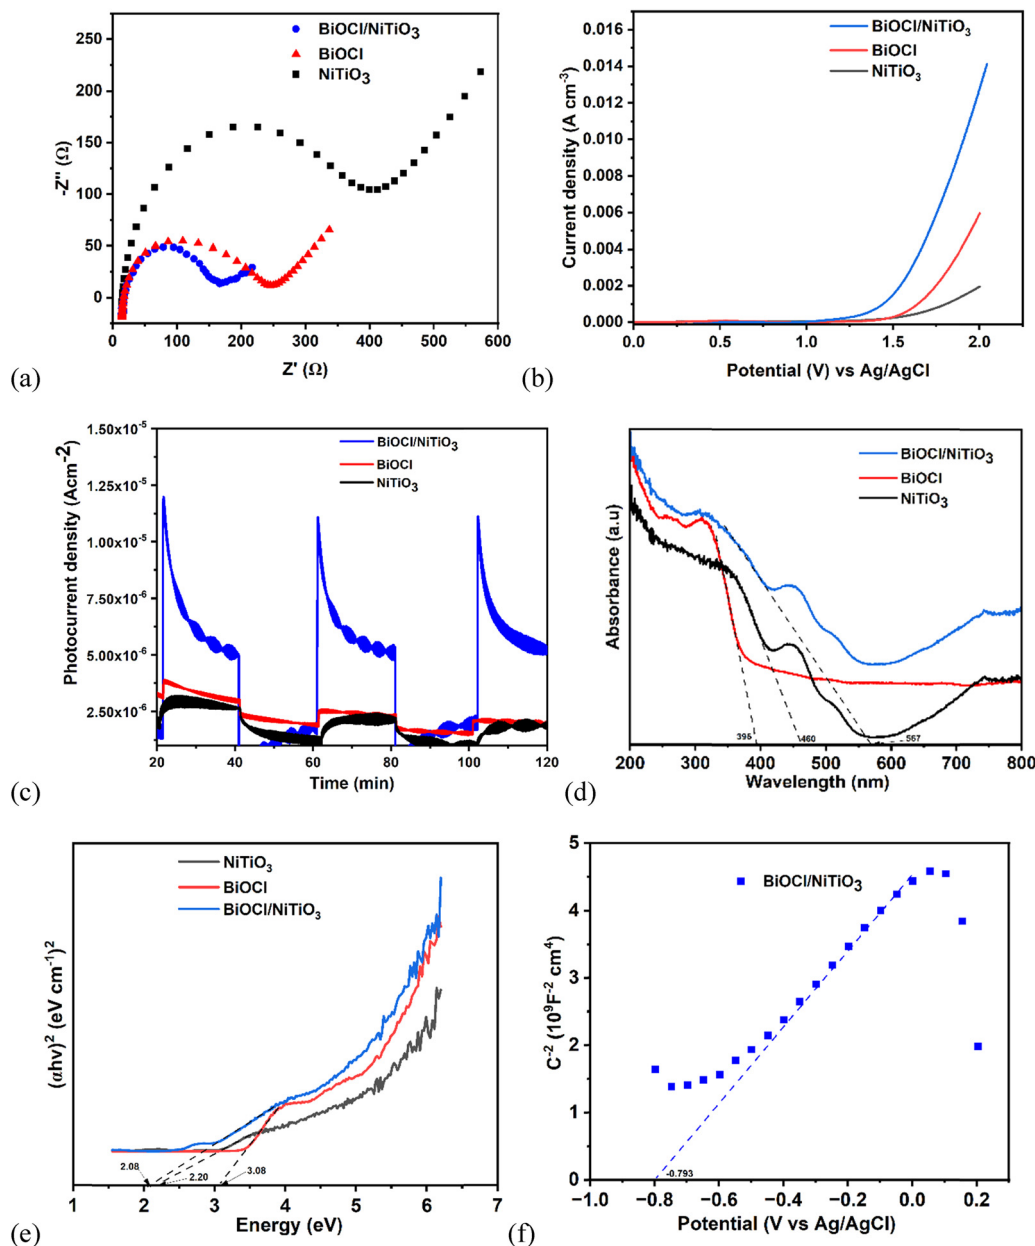 BiOCl/NiTiO₃
BiOCl
NiTiO₃
250
200
150
100
50
0
-Z'' (Ω)
0 100 200 300 400 500 600
Z' (Ω)
(a)
BiOCl/NiTiO₃
BiOCl
NiTiO₃
0.016
0.014
0.012
0.010
0.008
0.006
0.004
0.002
0.000
Current density (A cm⁻³)
0.0 0.5 1.0 1.5 2.0
Potential (V) vs Ag/AgCl
(b)
1.50x10⁻⁵
1.25x10⁻⁵
1.00x10⁻⁵
7.50x10⁻⁶
5.00x10⁻⁶
2.50x10⁻⁶
Photocurrent density (Acm-2)
BiOCl/NiTiO₃
BiOCl
NiTiO₃
20 40 60 80 100 120
Time (min)
(c)
BiOCl/NiTiO₃
BiOCl
NiTiO₃
Absorbance (a.u)
395 460 567
200 300 400 500 600 700 800
Wavelength (nm)
(d)
NiTiO₃
BiOCl
BiOCl/NiTiO₃
(αhv)² (eV cm⁻¹)²
2.08 2.20 3.08
1 2 3 4 5 6 7
Energy (eV)
(e)
BiOCl/NiTiO₃
5
4
3
2
1
0
C⁻² (10⁹F⁻² cm⁴)
-0.793
−1.0 −0.8 −0.6 −0.4 −0.2 0.0 0.2
Potential (V vs Ag/AgCl)
(f)